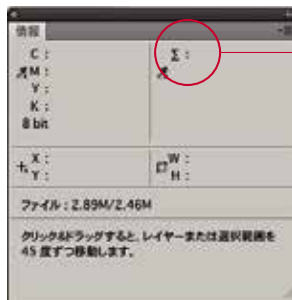 情報
C :
M :
Y :
K :
8 bit
Σ :
X :
Y :
W :
H :
ファイル : 2.89M/2.46M
クリック&ドラッグすると、レイヤーまたは選択範囲を
45 度ずつ移動します。